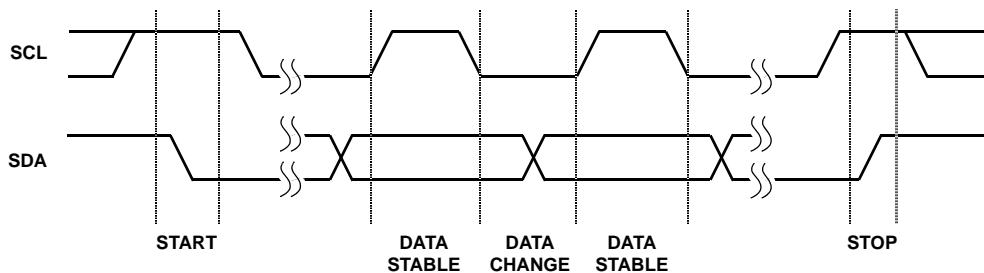 SCL
SDA
START
DATA
STABLE
DATA
CHANGE
DATA
STABLE
STOP